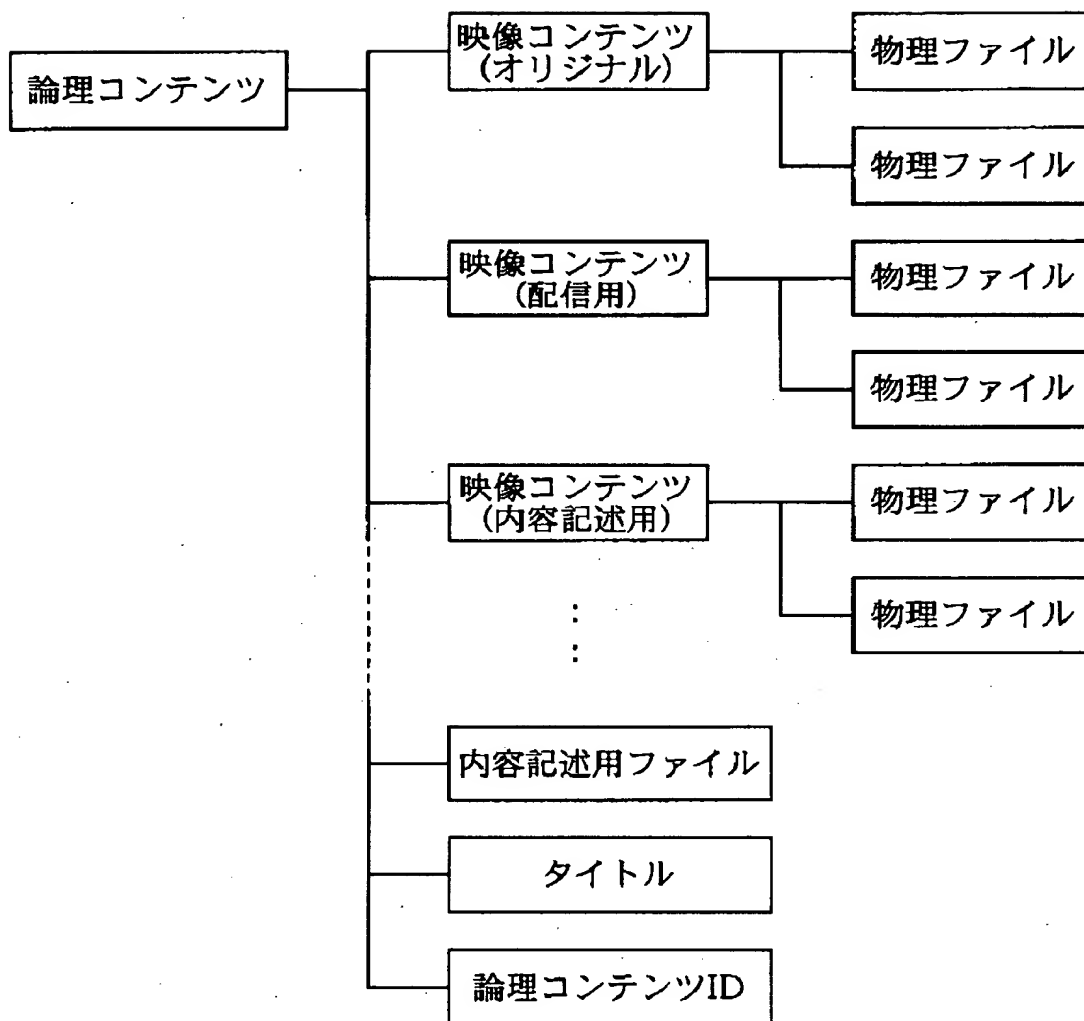 論理コンテンツ
映像コンテンツ
(オリジナル)
物理ファイル
物理ファイル
映像コンテンツ
(配信用)
物理ファイル
物理ファイル
映像コンテンツ
(内容記述用)
物理ファイル
物理ファイル
内容記述用ファイル
タイトル
論理コンテンツID